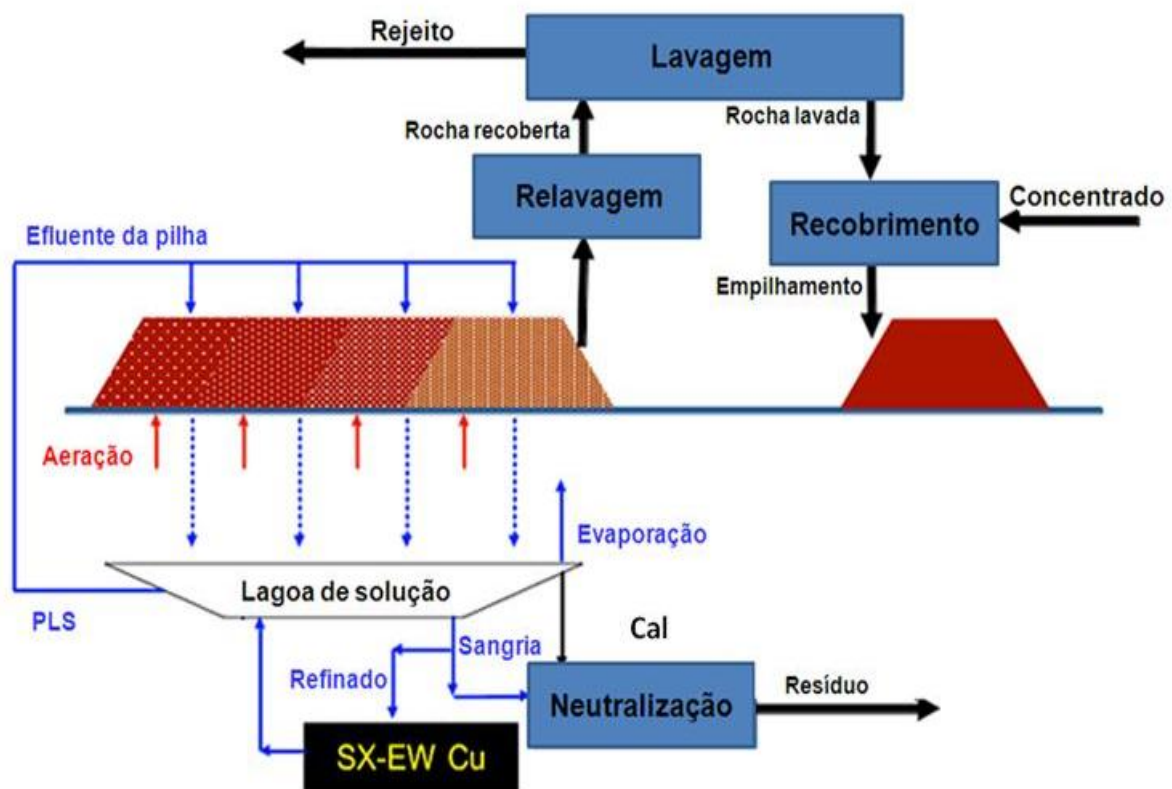 Rejeito
Lavagem
Rocha recoberta
Rocha lavada
Relavagem
Concentrado
Recobrimento
Efluente da pilha
Empilhamento
Aeração
Evaporação
Lagoa de solução
PLS
Cal
Sangria
Refinado
Neutralização
Resíduo
SX-EW Cu